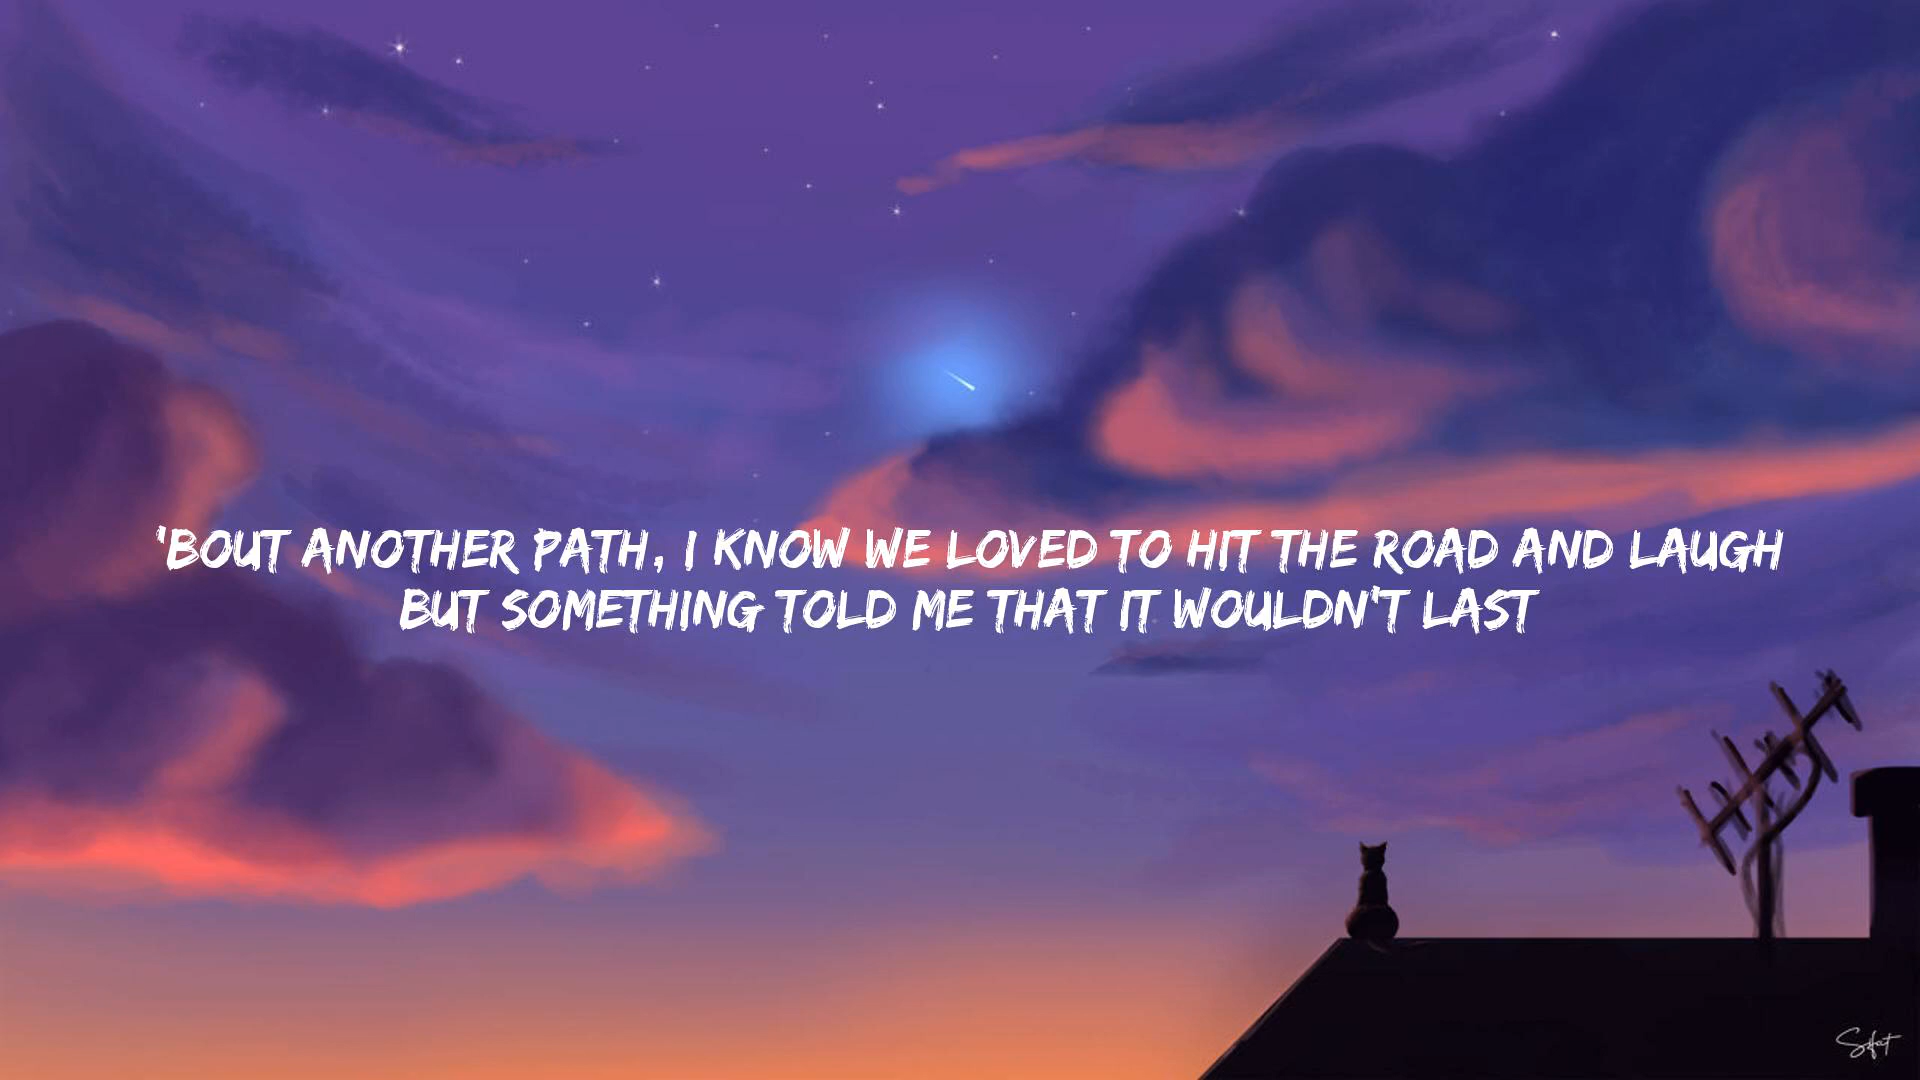 'BOUT ANOTHER PATH, I KNOW WE LOVED TO HIT THE ROAD AND LAUGH
BUT SOMETHING TOLD ME THAT IT WOULDN'T LAST